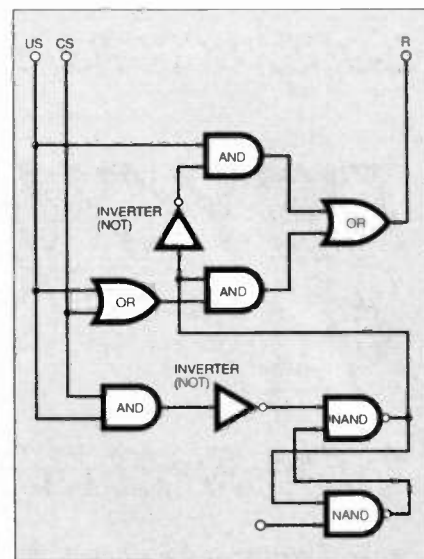 US CS R
AND
INVERTER
(NOT)
OR
AND
OR
INVERTER
(NOT)
AND
NAND
NAND